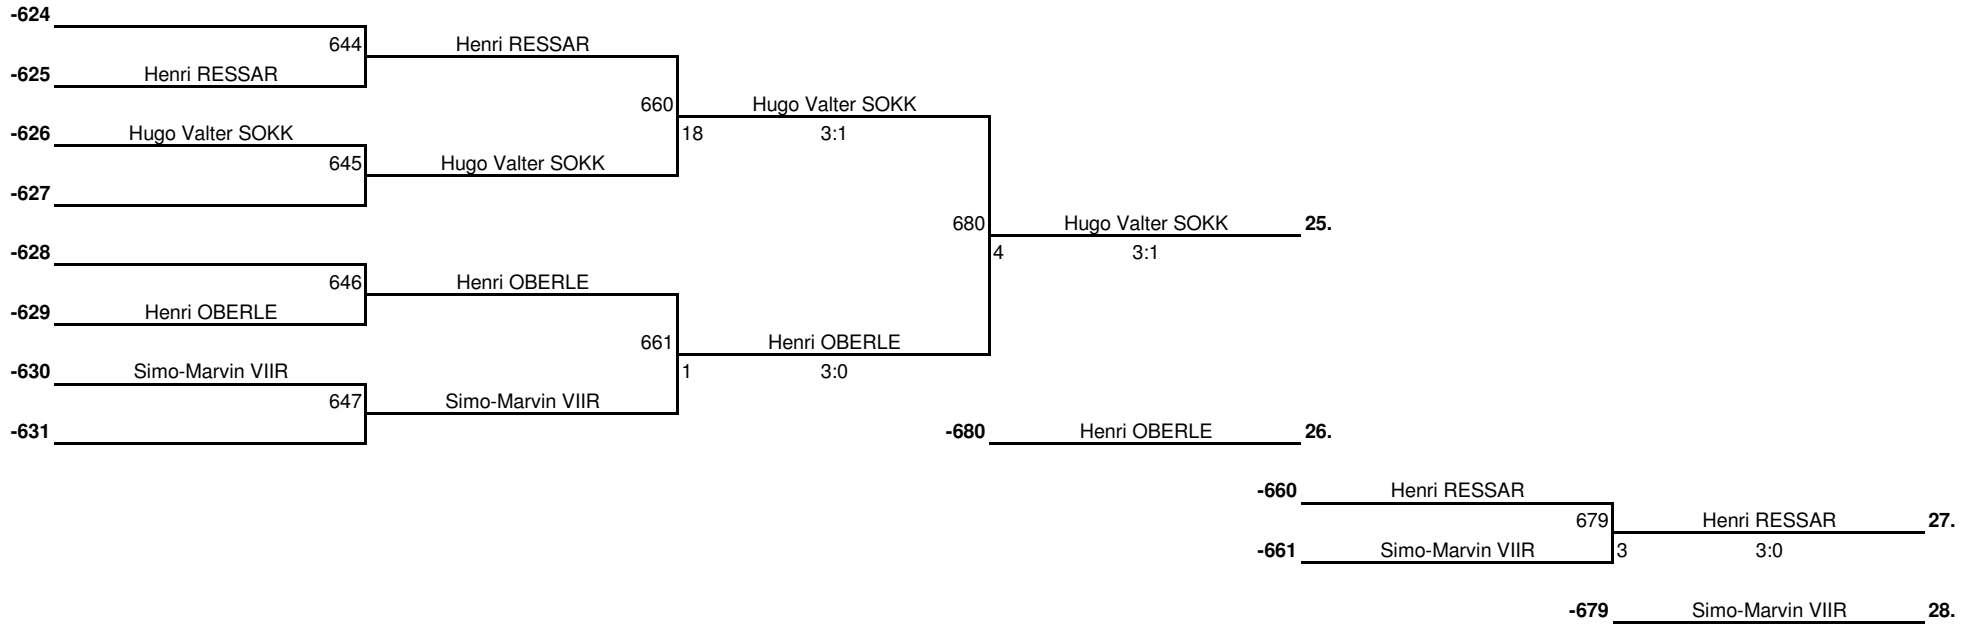 -624
644 Henri RESSAR
-625 Henri RESSAR
660 Hugo Valter SOKK
-626 Hugo Valter SOKK 18 3:1
645 Hugo Valter SOKK
-627
680 Hugo Valter SOKK 25.
-628 4 3:1
646 Henri OBERLE
-629 Henri OBERLE
661 Henri OBERLE
-630 Simo-Marvin VIIR 1 3:0
647 Simo-Marvin VIIR
-631 -680 Henri OBERLE 26.
-660 Henri RESSAR
679 Henri RESSAR 27.
-661 Simo-Marvin VIIR 3 3:0
-679 Simo-Marvin VIIR 28.